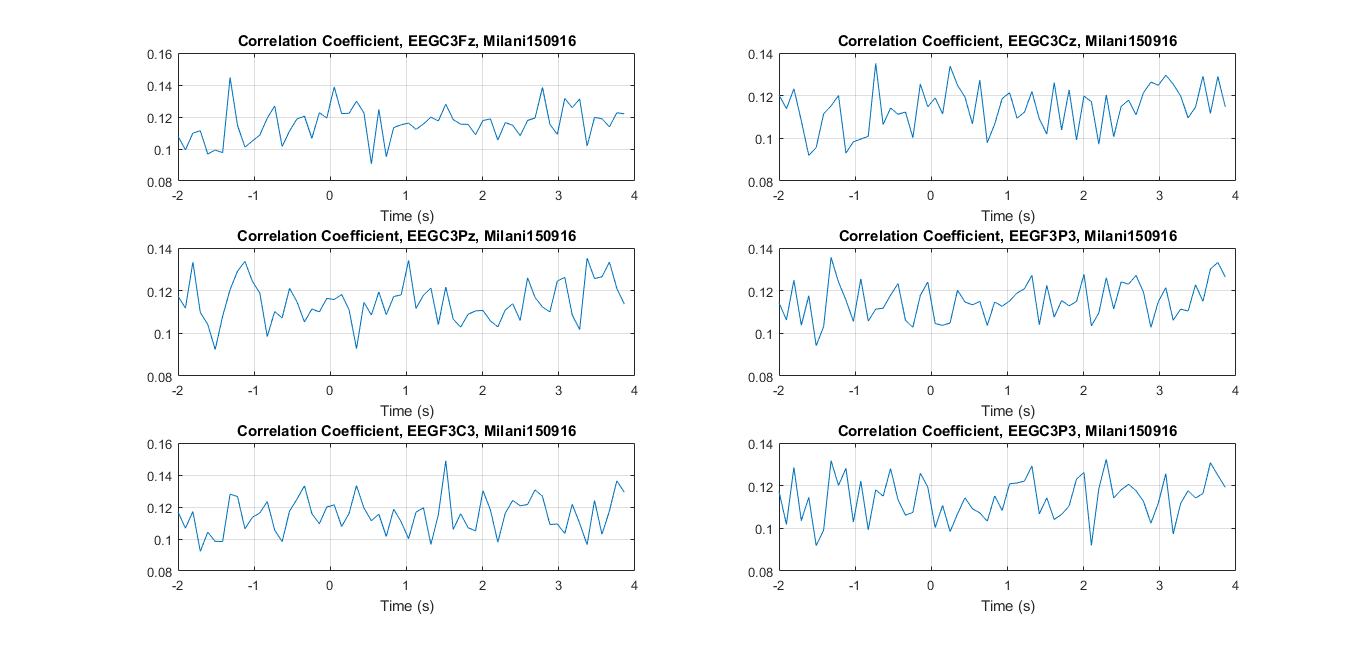 Correlation Coefficient, EEGC3Fz, Milani150916
0.16
0.14
0.12
0.1
0.08
-2 -1 0 1 2 3 4
Time (s)
Correlation Coefficient, EEGC3Cz, Milani150916
0.14
0.12
0.1
0.08
-2 -1 0 1 2 3 4
Time (s)
Correlation Coefficient, EEGC3Pz, Milani150916
0.14
0.12
0.1
0.08
-2 -1 0 1 2 3 4
Time (s)
Correlation Coefficient, EEGF3P3, Milani150916
0.14
0.12
0.1
0.08
-2 -1 0 1 2 3 4
Time (s)
Correlation Coefficient, EEGF3C3, Milani150916
0.16
0.14
0.12
0.1
0.08
-2 -1 0 1 2 3 4
Time (s)
Correlation Coefficient, EEGC3P3, Milani150916
0.14
0.12
0.1
0.08
-2 -1 0 1 2 3 4
Time (s)